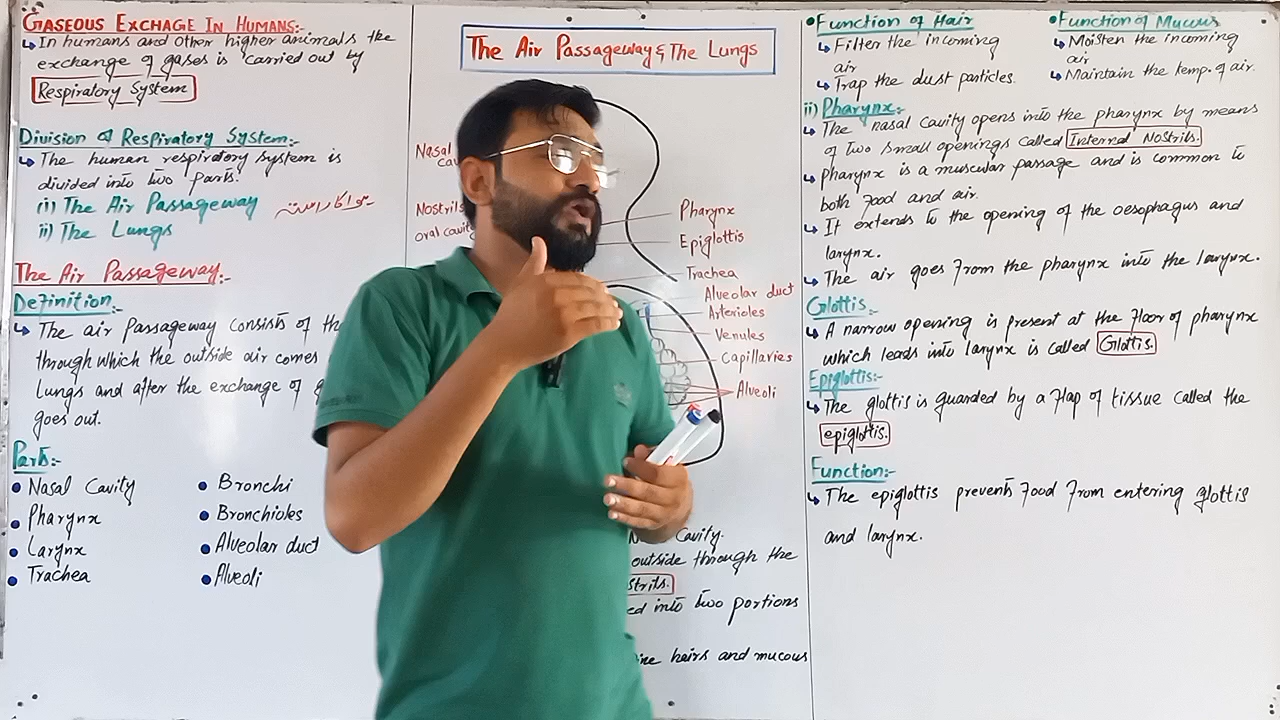 GASEOUS EXCHAGE IN HUMANS:-
↳ In humans and other higher animals the
exchange of gases is carried out by
Respiratory System
Division of Respiratory System:-
↳ The human respiratory system is
divided into two parts.
(i) The Air Passageway ہوا کا راستہ
ii) The Lungs
The Air Passageway:-
Definition:-
↳ The air passageway consists of th
through which the outside air comes
Lungs and after the exchange of g
goes out.
Parts:-
• Nasal Cavity
• Pharynx
• Larynx
• Trachea
• Bronchi
• Bronchioles
• Alveolar duct
• Alveoli
The Air Passageway & The Lungs
Nasal
cav
Nostrils
oral cavity
Pharynx
Epiglottis
Trachea
Alveolar duct
Arterioles
Venules
Capillaries
Alveoli
Cavity.
outside through the
strils.
ed into two portions
ine hairs and mucous
• Function of Hair
↳ Filter the incoming
air
↳ Trap the dust particles.
• Function of Mucus
↳ Moisten the incoming
air
↳ Maintain the temp. of air.
ii) Pharynx:-
↳ The nasal cavity opens into the pharynx by means
of two small openings called Internal Nostrils.
↳ pharynx is a muscular passage and is common to
both food and air.
↳ It extends to the opening of the oesophagus and
larynx.
↳ The air goes from the pharynx into the larynx.
Glottis:-
↳ A narrow opening is present at the floor of pharynx
which leads into larynx is called Glottis.
Epiglottis:-
↳ The glottis is guarded by a flap of tissue called the
epiglottis.
Function:-
↳ The epiglottis prevents food from entering glottis
and larynx.